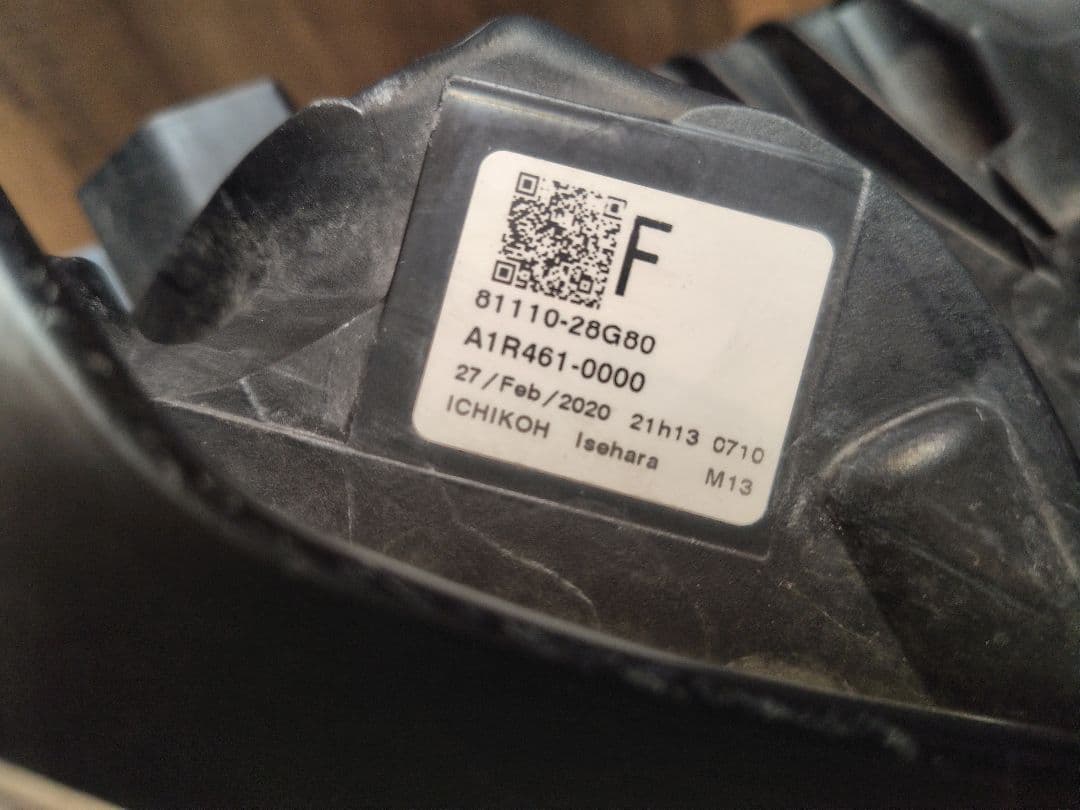 F
81110-28G80
A1R461-0000
27/Feb/2020 21h13 0710
ICHIKOH Isehara M13